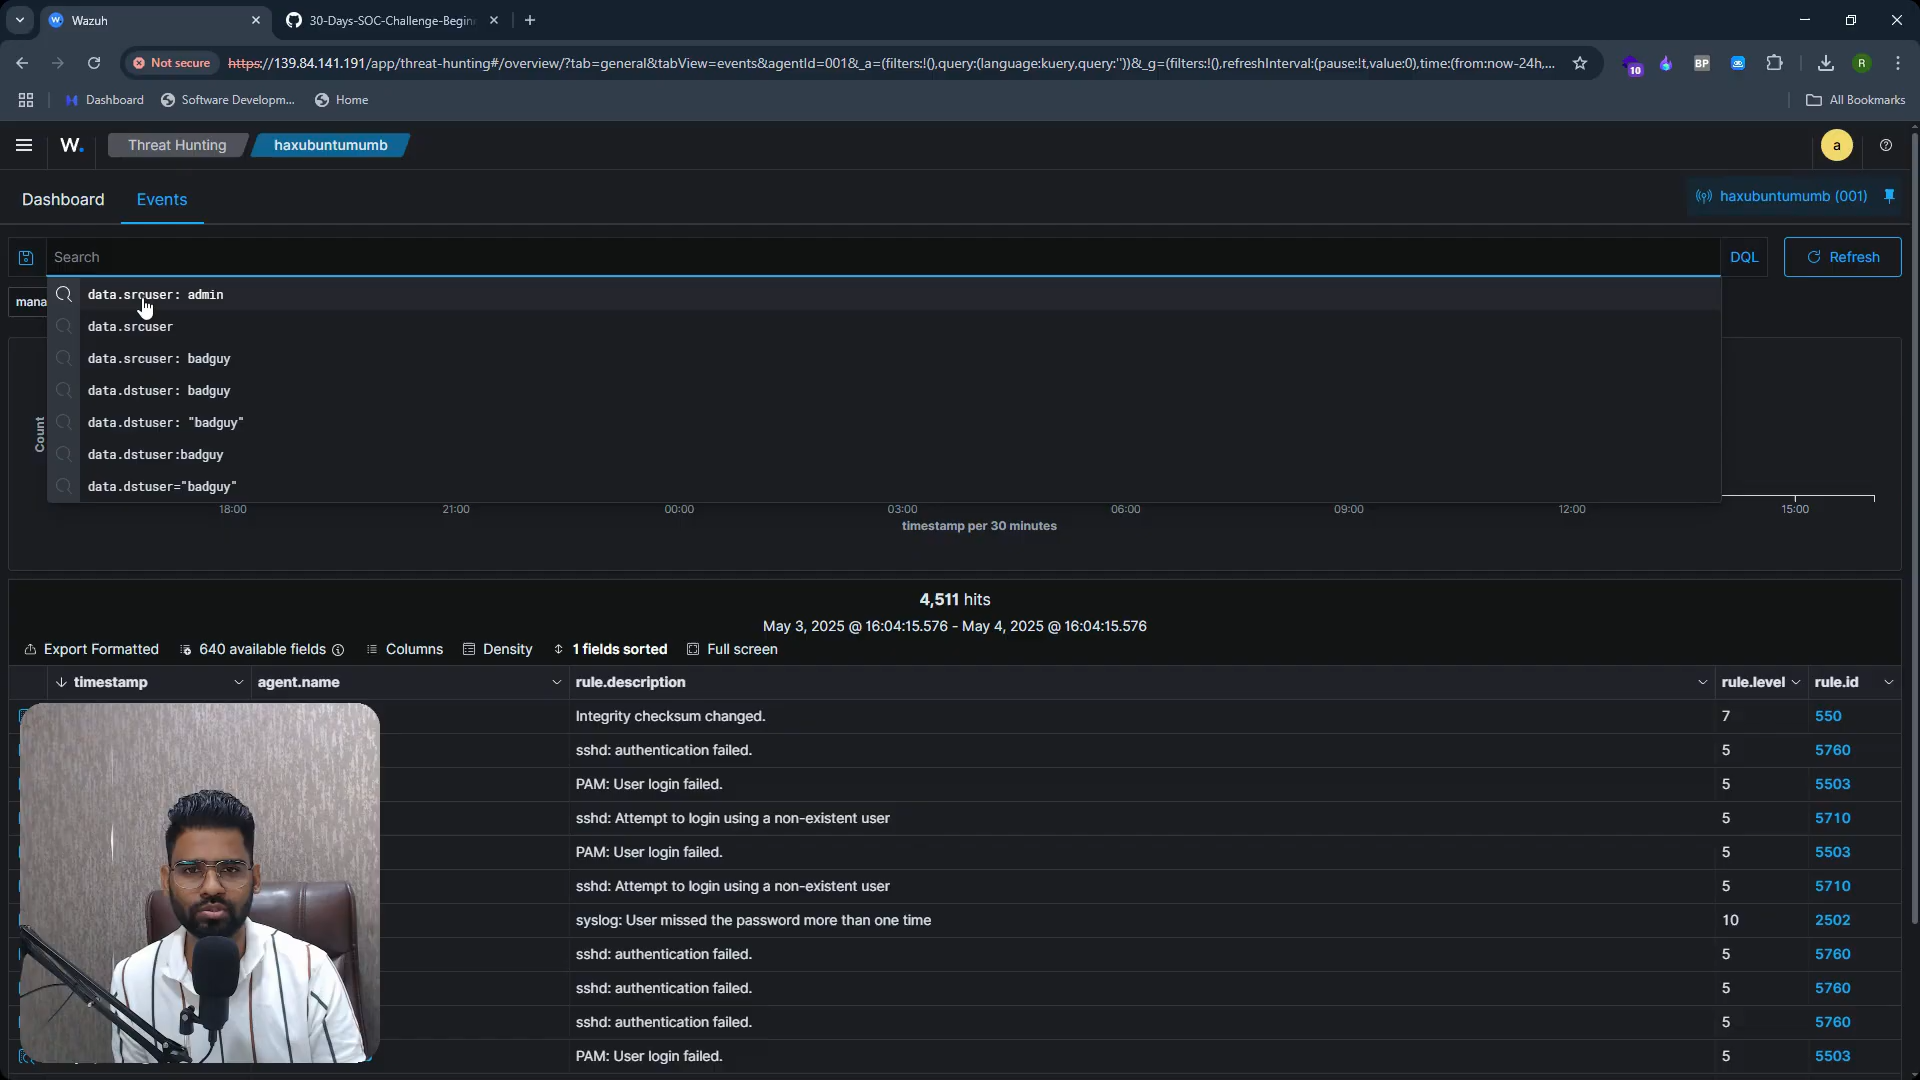 Wazuh
30-Days-SOC-Challenge-Begin
Not secure
https://139.84.141.191/app/threat-hunting#/overview/?tab=general&tabView=events&agentId=001&_a=(filters:!(),query:(language:kuery,query:''))&_g=(filters:!(),refreshInterval:(pause:!t,value:0),time:(from:now-24h,...
10
BP
R
Dashboard
Software Developm...
Home
All Bookmarks
W.
Threat Hunting
haxubuntumumb
a
Dashboard
Events
haxubuntumumb (001)
Search
DQL
Refresh
mana
data.srcuser: admin
data.srcuser
data.srcuser: badguy
data.dstuser: badguy
data.dstuser: "badguy"
data.dstuser:badguy
data.dstuser="badguy"
Count
18:00
21:00
00:00
03:00
06:00
09:00
12:00
15:00
timestamp per 30 minutes
4,511 hits
May 3, 2025 @ 16:04:15.576 - May 4, 2025 @ 16:04:15.576
Export Formatted
640 available fields
Columns
Density
1 fields sorted
Full screen
timestamp
agent.name
rule.description
rule.level
rule.id
Integrity checksum changed. 7 550
sshd: authentication failed. 5 5760
PAM: User login failed. 5 5503
sshd: Attempt to login using a non-existent user 5 5710
PAM: User login failed. 5 5503
sshd: Attempt to login using a non-existent user 5 5710
syslog: User missed the password more than one time 10 2502
sshd: authentication failed. 5 5760
sshd: authentication failed. 5 5760
sshd: authentication failed. 5 5760
PAM: User login failed. 5 5503